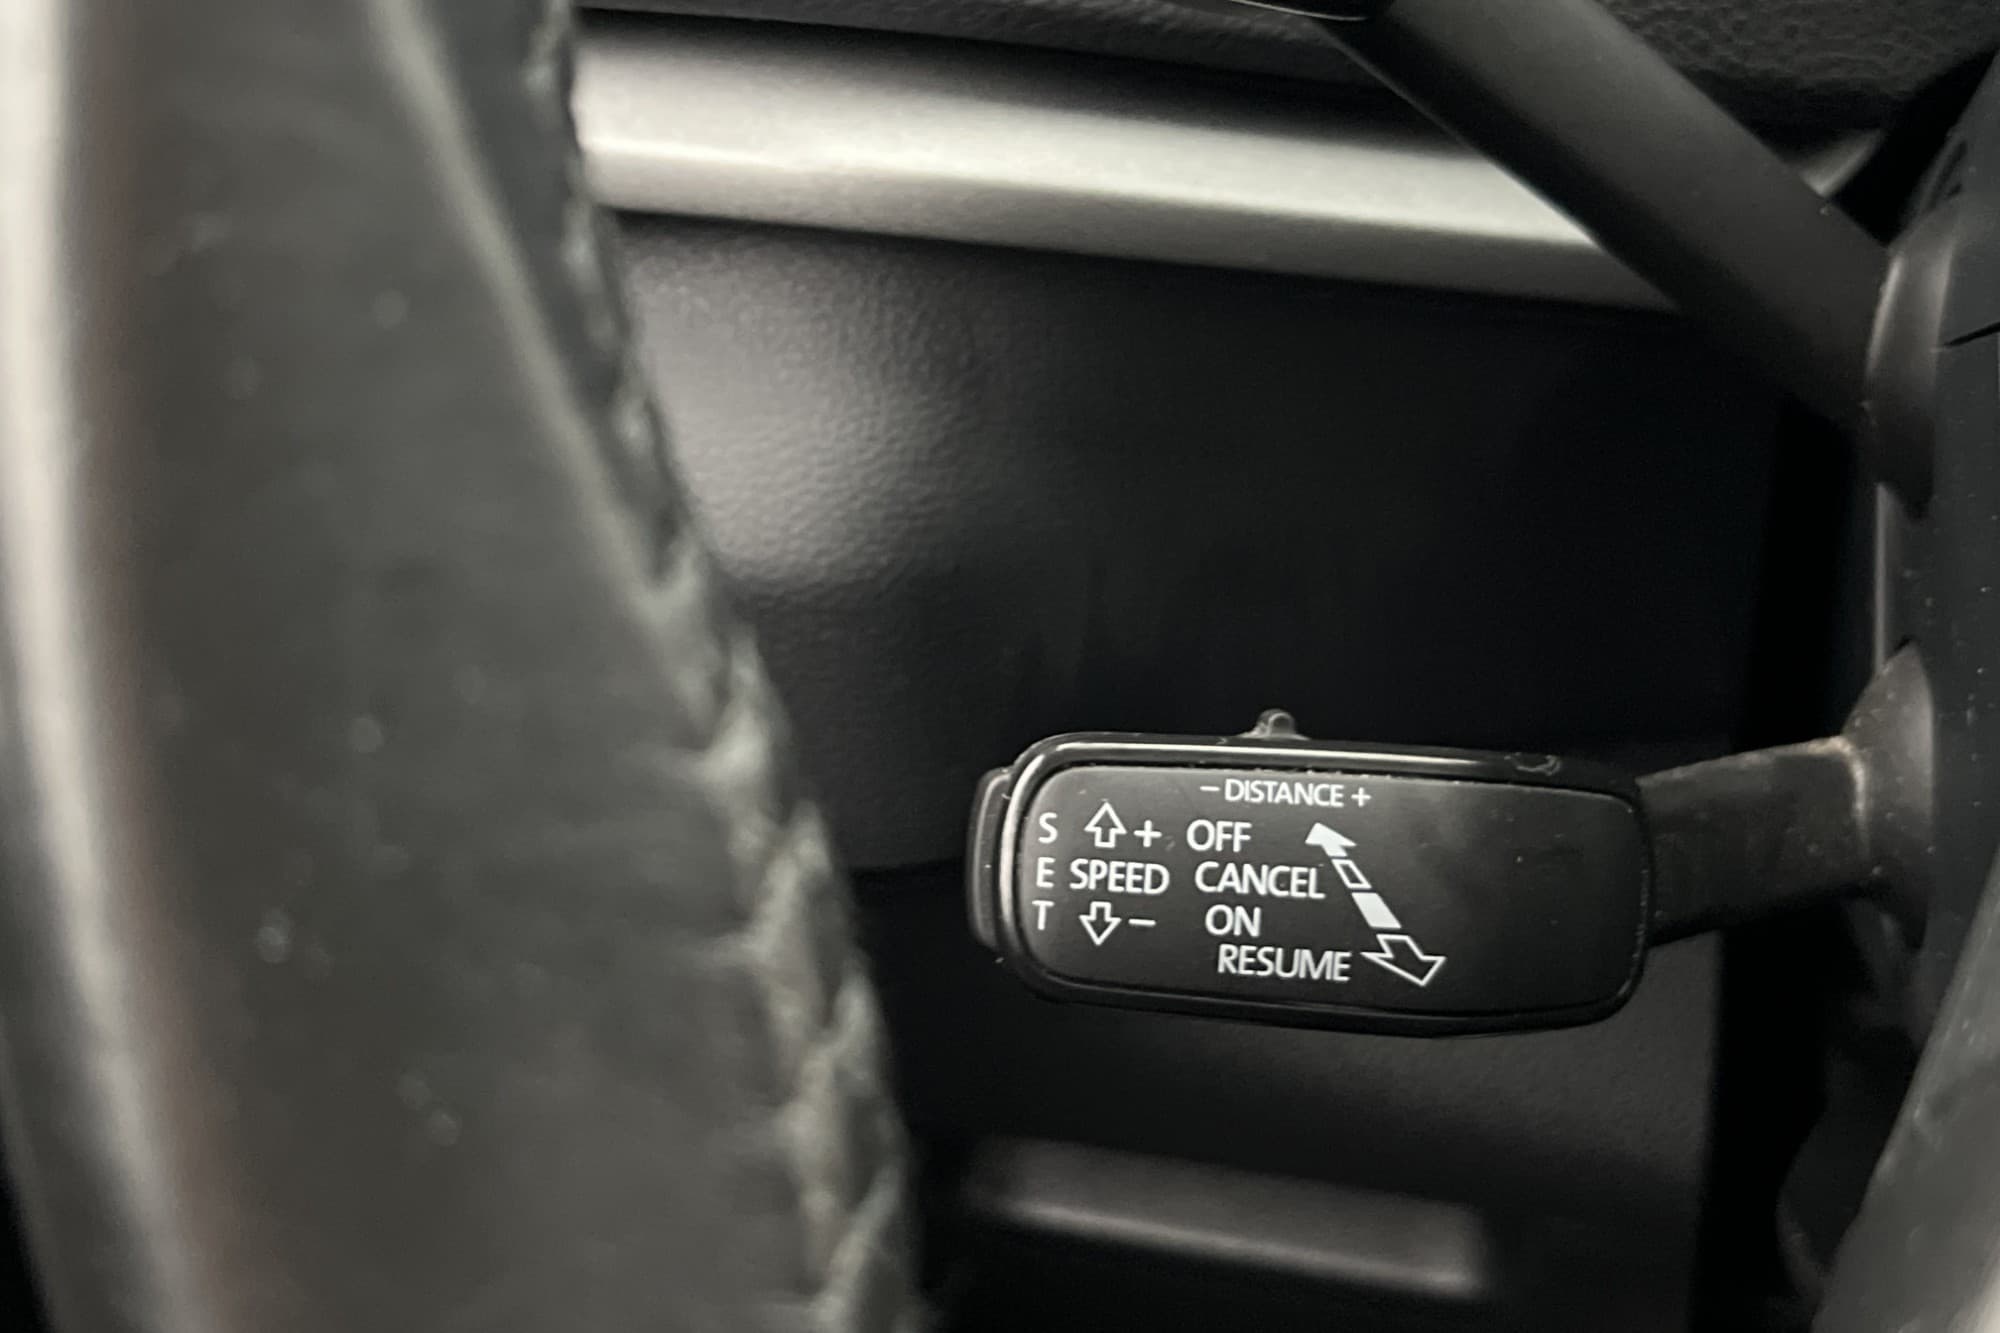 – DISTANCE +
S + OFF
E SPEED CANCEL
T – ON
RESUME